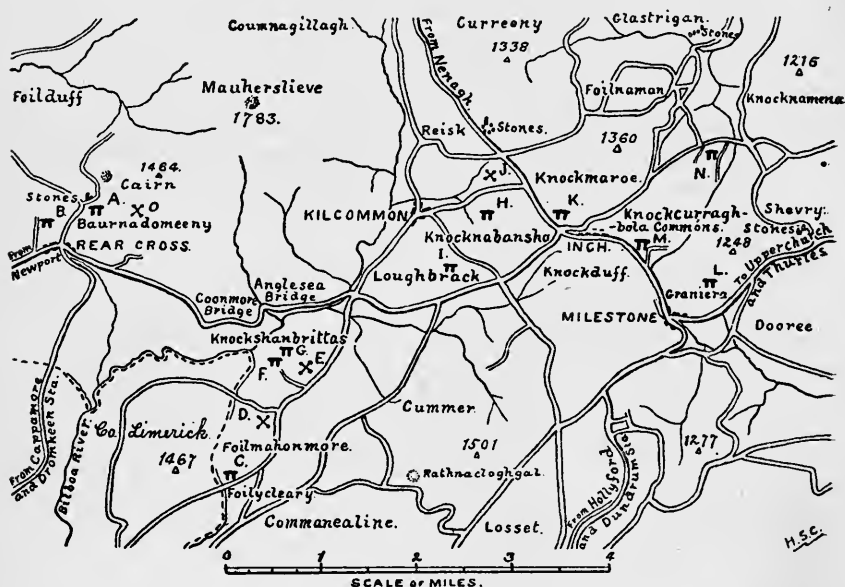 Coumnagillagh.
Curreony
1338
Glastrigan.
Stones
1216
From Nenagh.
Foilduff
Mauherslieve
1783.
Foilnaman
Knocknamena
Reisk
Stones.
1360
1464.
Cairn
Stones
A.
O
B.
Baurnadomeeny
J.
Knockmaroe.
N.
KILCOMMON
H.
K.
Knockcurragh-
bola Commons.
Shevry.
Stones
From
Newport
REAR CROSS.
Knocknabansha
INCH.
M.
1248
I.
To Upperchurch
and Thurles
Anglesea
Bridge
Loughbrack
Knockduff.
L.
Graniera
Coonmore
Bridge
MILESTONE
Dooree
Knockshanbrittas
G.
E.
F.
From Cappamore
and Dromkeen Sta.
Bilboa River.
Co. Limerick.
D.
Cummer.
Foilmahonmore.
1467
C.
1501
1277
Rathnacloghgal.
Foilycleary.
From Hollyford
and Dundrum Sta.
Commanealine.
Losset.
H.S.C.
0 1 2 3 4
SCALE OF MILES.